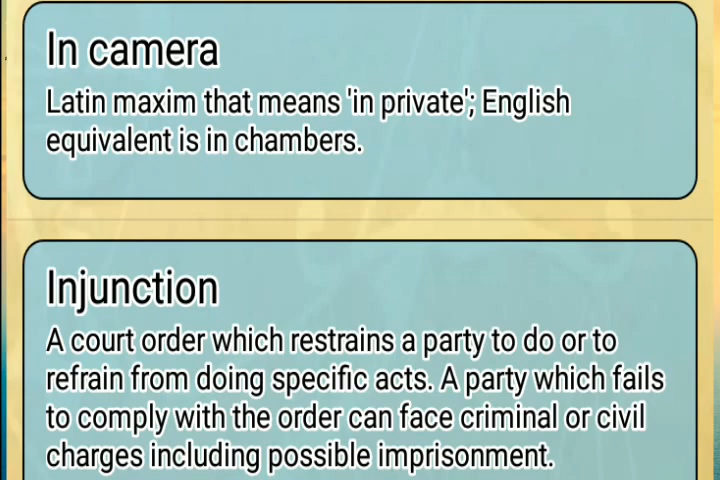 In camera
Latin maxim that means 'in private'; English
equivalent is in chambers.
Injunction
A court order which restrains a party to do or to
refrain from doing specific acts. A party which fails
to comply with the order can face criminal or civil
charges including possible imprisonment.